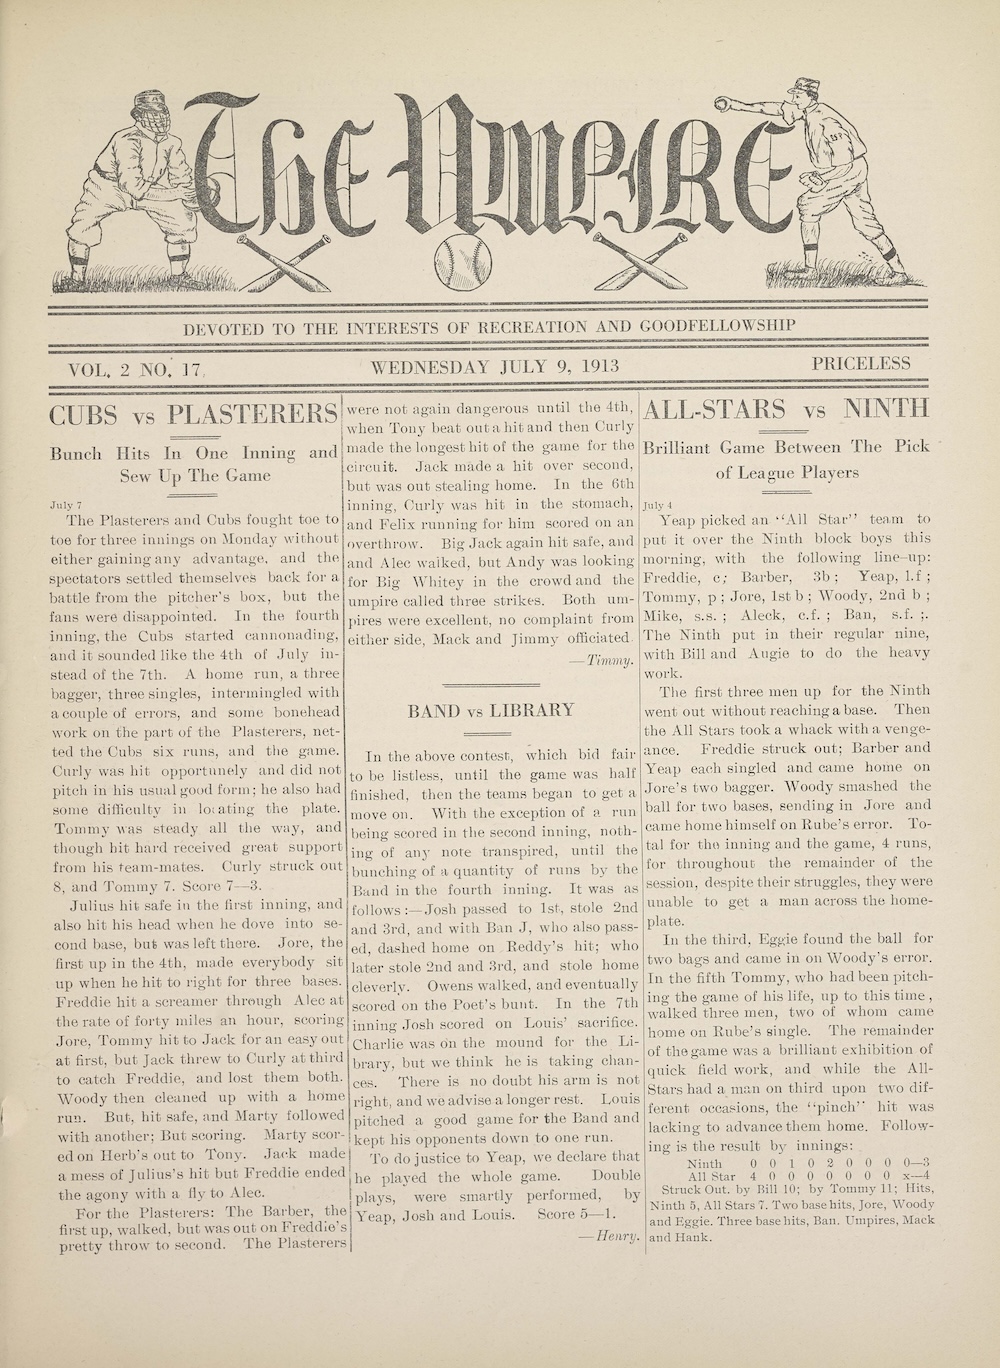 The Umpire
DEVOTED TO THE INTERESTS OF RECREATION AND GOODFELLOWSHIP
VOL. 2 NO. 17 WEDNESDAY JULY 9, 1913 PRICELESS
CUBS vs PLASTERERS
Bunch Hits In One Inning and
Sew Up The Game
July 7
The Plasterers and Cubs fought toe to
toe for three innings on Monday without
either gaining any advantage, and the
spectators settled themselves back for a
battle from the pitcher's box, but the
fans were disappointed. In the fourth
inning, the Cubs started cannonading,
and it sounded like the 4th of July in-
stead of the 7th. A home run, a three
bagger, three singles, intermingled with
a couple of errors, and some bonehead
work on the part of the Plasterers, net-
ted the Cubs six runs, and the game.
Curly was hit opportunely and did not
pitch in his usual good form; he also had
some difficulty in locating the plate.
Tommy was steady all the way, and
though hit hard received great support
from his team-mates. Curly struck out
8, and Tommy 7. Score 7—3.
Julius hit safe in the first inning, and
also hit his head when he dove into se-
cond base, but was left there. Jore, the
first up in the 4th, made everybody sit
up when he hit to right for three bases.
Freddie hit a screamer through Alec at
the rate of forty miles an hour, scoring
Jore, Tommy hit to Jack for an easy out
at first, but Jack threw to Curly at third
to catch Freddie, and lost them both.
Woody then cleaned up with a home
run. But, hit safe, and Marty followed
with another; But scoring. Marty scor-
ed on Herb's out to Tony. Jack made
a mess of Julius's hit but Freddie ended
the agony with a fly to Alec.
For the Plasterers: The Barber, the
first up, walked, but was out on Freddie's
pretty throw to second. The Plasterers
were not again dangerous until the 4th,
when Tony beat out a hit and then Curly
made the longest hit of the game for the
circuit. Jack made a hit over second,
but was out stealing home. In the 6th
inning, Curly was hit in the stomach,
and Felix running for him scored on an
overthrow. Big Jack again hit safe, and
and Alec walked, but Andy was looking
for Big Whitey in the crowd and the
umpire called three strikes. Both um-
pires were excellent, no complaint from
either side, Mack and Jimmy officiated.
—Timmy.
BAND vs LIBRARY
In the above contest, which bid fair
to be listless, until the game was half
finished, then the teams began to get a
move on. With the exception of a run
being scored in the second inning, noth-
ing of any note transpired, until the
bunching of a quantity of runs by the
Band in the fourth inning. It was as
follows:—Josh passed to 1st, stole 2nd
and 3rd, and with Ban J, who also pass-
ed, dashed home on Reddy's hit; who
later stole 2nd and 3rd, and stole home
cleverly. Owens walked, and eventually
scored on the Poet's bunt. In the 7th
inning Josh scored on Louis' sacrifice.
Charlie was on the mound for the Li-
brary, but we think he is taking chan-
ces. There is no doubt his arm is not
right, and we advise a longer rest. Louis
pitched a good game for the Band and
kept his opponents down to one run.
To do justice to Yeap, we declare that
he played the whole game. Double
plays, were smartly performed, by
Yeap, Josh and Louis. Score 5—1.
—Henry.
ALL-STARS vs NINTH
Brilliant Game Between The Pick
of League Players
July 4
Yeap picked an "All Star" team to
put it over the Ninth block boys this
morning, with the following line-up:
Freddie, c; Barber, 3b; Yeap, l.f;
Tommy, p; Jore, 1st b; Woody, 2nd b;
Mike, s.s.; Aleck, c.f.; Ban, s.f.;.
The Ninth put in their regular nine,
with Bill and Augie to do the heavy
work.
The first three men up for the Ninth
went out without reaching a base. Then
the All Stars took a whack with a venge-
ance. Freddie struck out; Barber and
Yeap each singled and came home on
Jore's two bagger. Woody smashed the
ball for two bases, sending in Jore and
came home himself on Rube's error. To-
tal for the inning and the game, 4 runs,
for throughout the remainder of the
session, despite their struggles, they were
unable to get a man across the home-
plate.
In the third, Eggie found the ball for
two bags and came in on Woody's error.
In the fifth Tommy, who had been pitch-
ing the game of his life, up to this time,
walked three men, two of whom came
home on Rube's single. The remainder
of the game was a brilliant exhibition of
quick field work, and while the All-
Stars had a man on third upon two dif-
ferent occasions, the "pinch" hit was
lacking to advance them home. Follow-
ing is the result by innings:
Ninth 0 0 1 0 2 0 0 0 0—3
All Star 4 0 0 0 0 0 0 0 x—4
Struck Out. by Bill 10; by Tommy 11; Hits,
Ninth 5, All Stars 7. Two base hits, Jore, Woody
and Eggie. Three base hits, Ban. Umpires, Mack
and Hank.